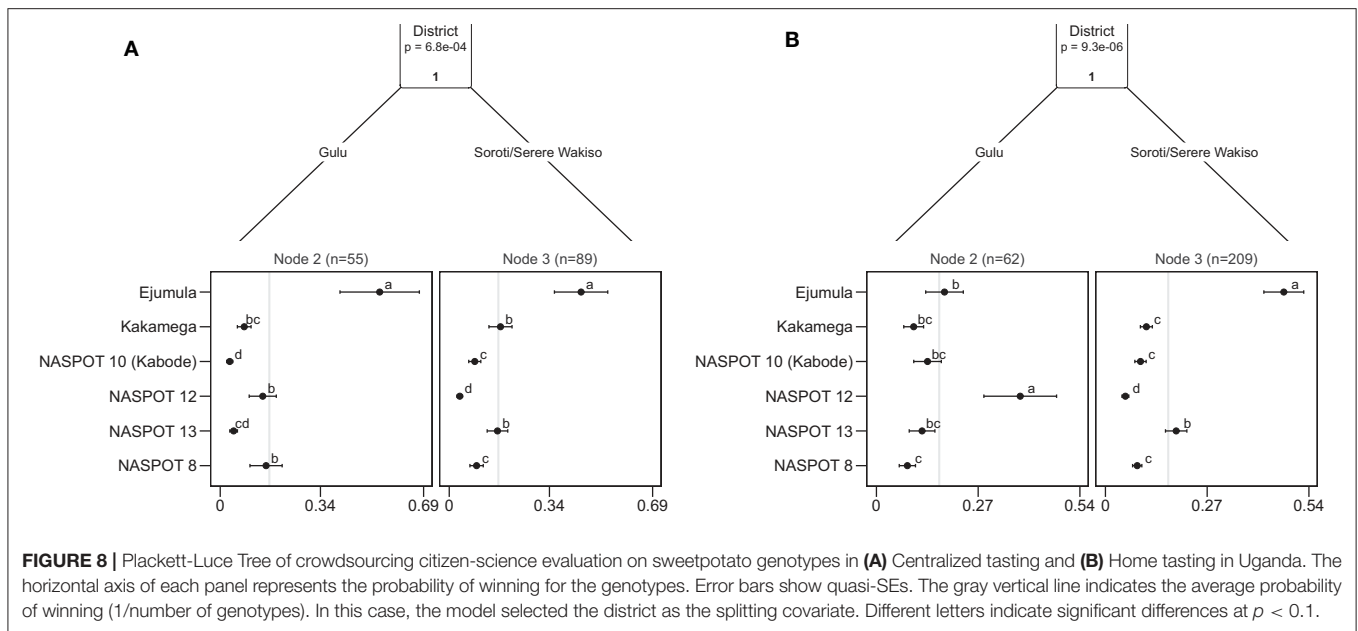 A
District
p = 6.8e-04
1
Gulu
Soroti/Serere Wakiso
Node 2 (n=55)
Node 3 (n=89)
Ejumula
Kakamega
NASPOT 10 (Kabode)
NASPOT 12
NASPOT 13
NASPOT 8
a
bc
d
b
cd
b
0
0.34
0.69
a
b
c
d
b
c
0
0.34
0.69
B
District
p = 9.3e-06
1
Gulu
Soroti/Serere Wakiso
Node 2 (n=62)
Node 3 (n=209)
Ejumula
Kakamega
NASPOT 10 (Kabode)
NASPOT 12
NASPOT 13
NASPOT 8
b
bc
bc
a
bc
c
0
0.27
0.54
a
c
c
d
b
c
0
0.27
0.54
FIGURE 8 | Plackett-Luce Tree of crowdsourcing citizen-science evaluation on sweetpotato genotypes in (A) Centralized tasting and (B) Home tasting in Uganda. The
horizontal axis of each panel represents the probability of winning for the genotypes. Error bars show quasi-SEs. The gray vertical line indicates the average probability
of winning (1/number of genotypes). In this case, the model selected the district as the splitting covariate. Different letters indicate significant differences at p < 0.1.